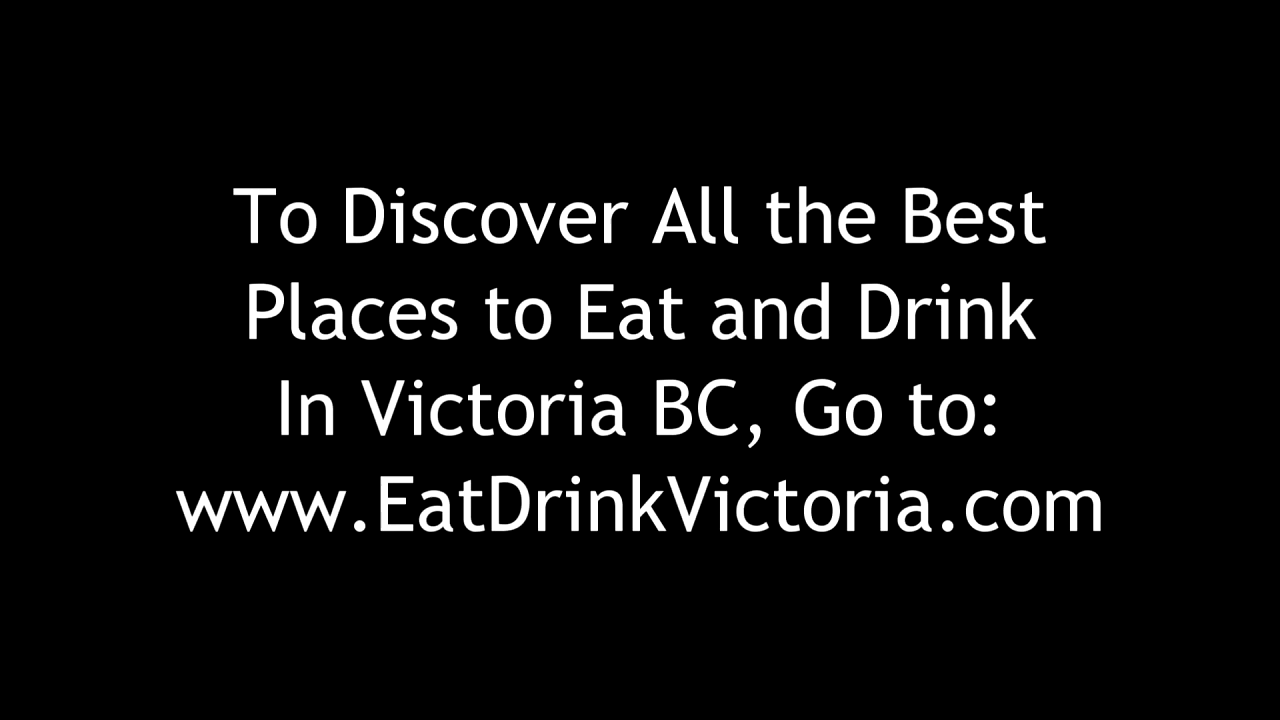 To Discover All the Best
Places to Eat and Drink
In Victoria BC, Go to:
www.EatDrinkVictoria.com